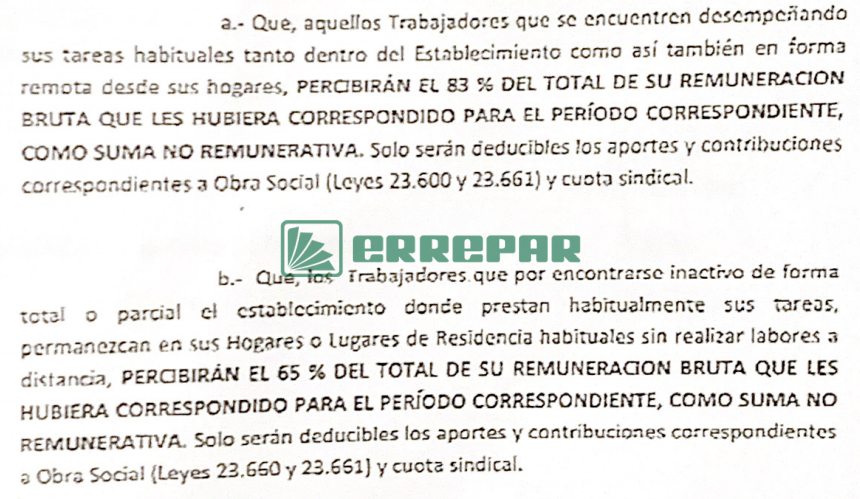 a.- Que, aquellos Trabajadores que se encuentren desempeñando
sus tareas habituales tanto dentro del Establecimiento como así también en forma
remota desde sus hogares, PERCIBIRÁN EL 83 % DEL TOTAL DE SU REMUNERACION
BRUTA QUE LES HUBIERA CORRESPONDIDO PARA EL PERÍODO CORRESPONDIENTE,
COMO SUMA NO REMUNERATIVA. Solo serán deducibles los aportes y contribuciones
correspondientes a Obra Social (Leyes 23.600 y 23.661) y cuota sindical.
ERREPAR
b.- Que, los Trabajadores que por encontrarse inactivo de forma
total o parcial el establecimiento donde prestan habitualmente sus tareas,
permanezcan en sus Hogares o Lugares de Residencia habituales sin realizar labores a
distancia, PERCIBIRÁN EL 65 % DEL TOTAL DE SU REMUNERACION BRUTA QUE LES
HUBIERA CORRESPONDIDO PARA EL PERÍODO CORRESPONDIENTE, COMO SUMA NO
REMUNERATIVA. Solo serán deducibles los aportes y contribuciones correspondientes
a Obra Social (Leyes 23.660 y 23.661) y cuota sindical.